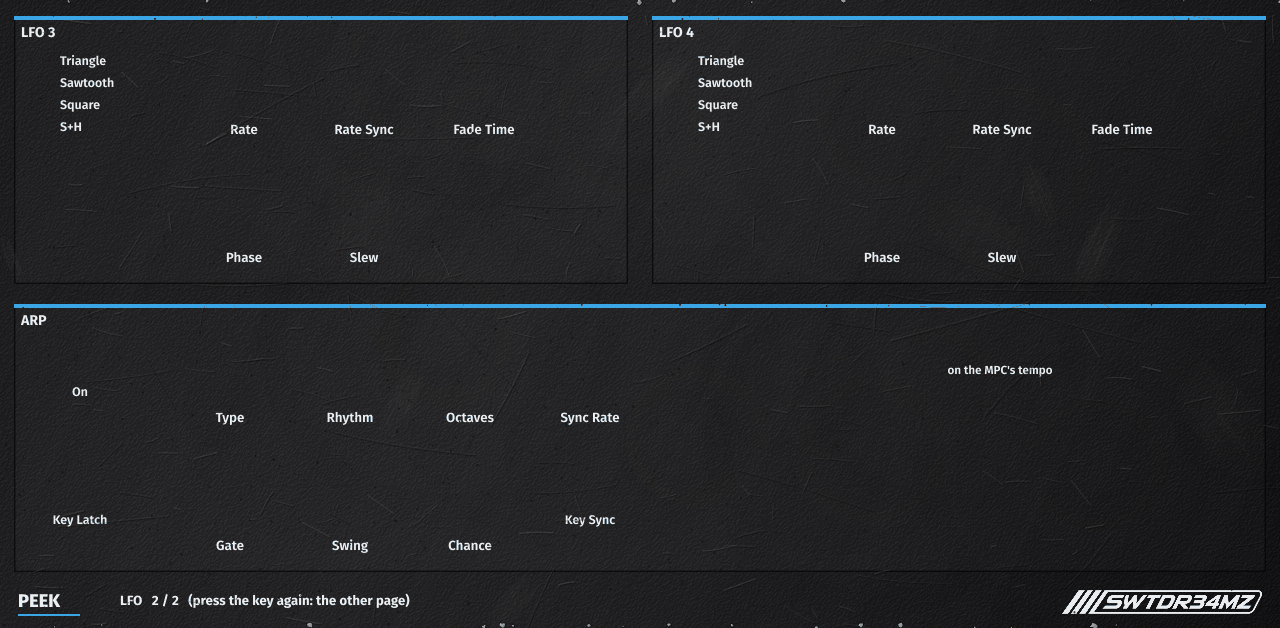 LFO 3
Triangle
Sawtooth
Square
S+H
Rate Rate Sync Fade Time
Phase Slew
LFO 4
Triangle
Sawtooth
Square
S+H
Rate Rate Sync Fade Time
Phase Slew
ARP
on the MPC's tempo
On
Type Rhythm Octaves Sync Rate
Key Latch Key Sync
Gate Swing Chance
PEEK LFO 2 / 2 (press the key again: the other page) SWTDR34MZ